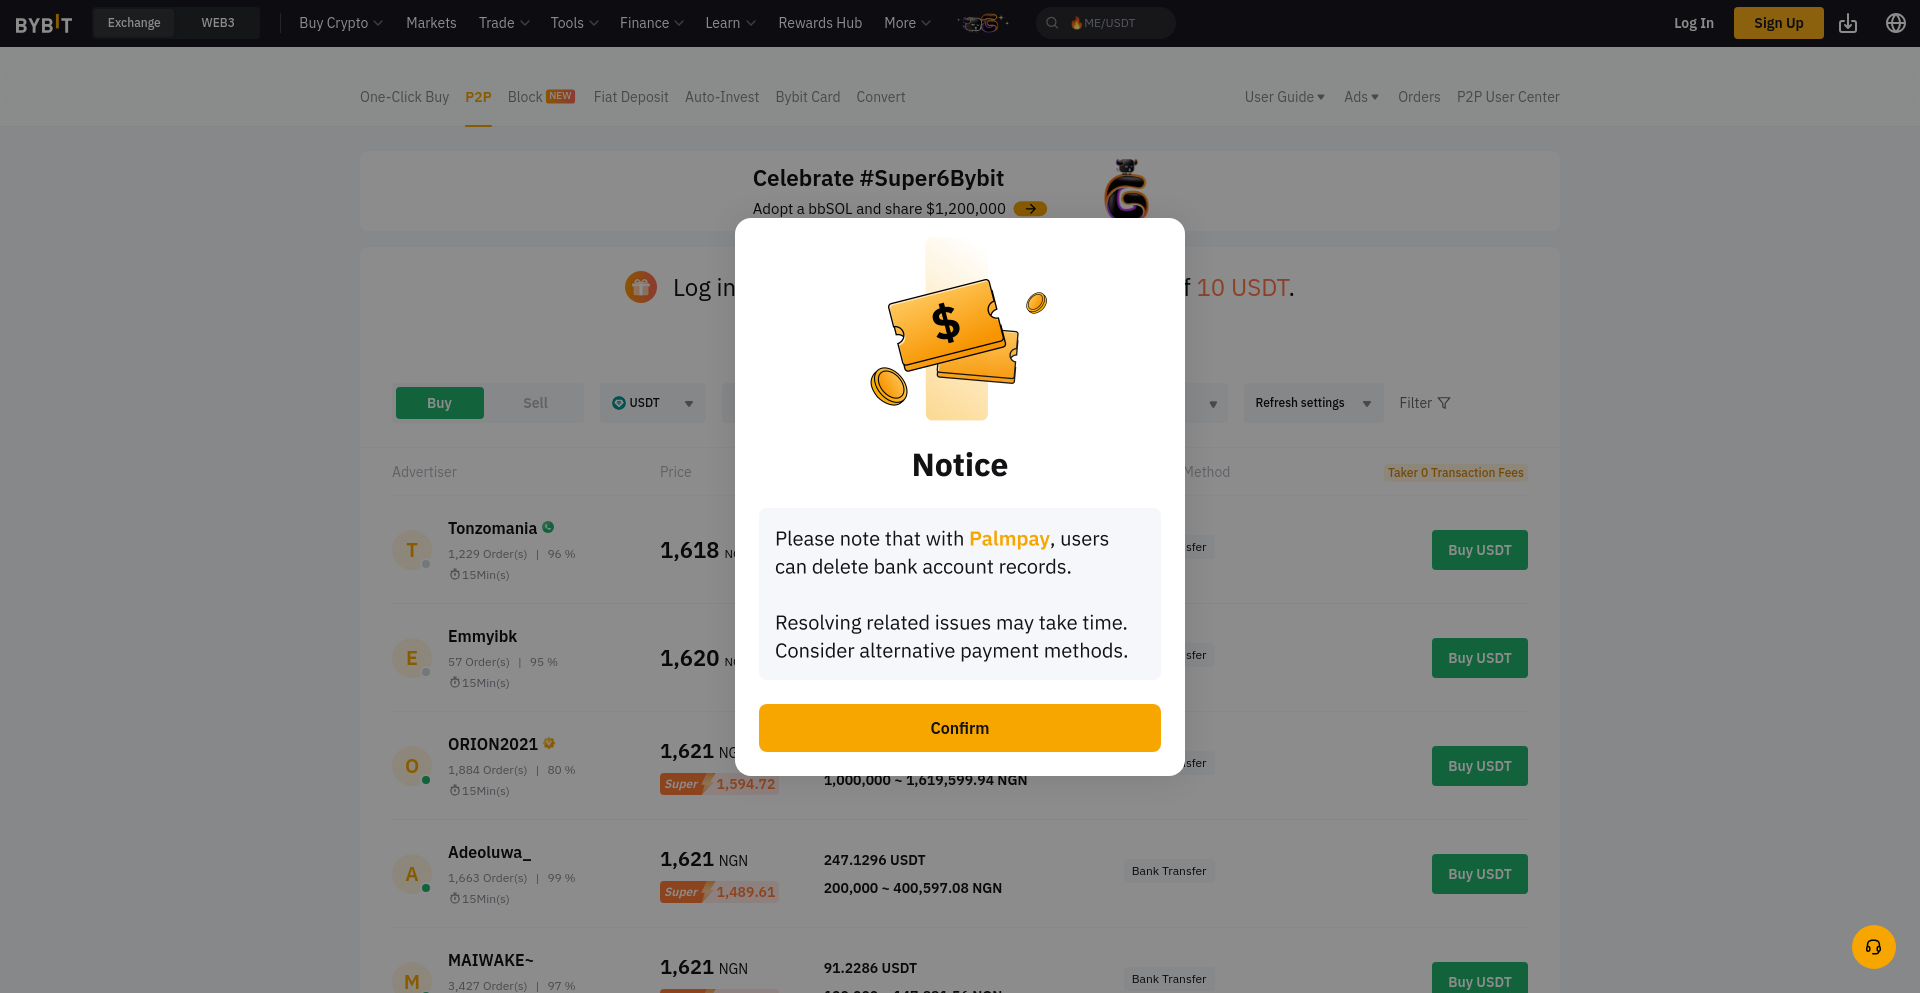 BYBIT Exchange WEB3 Buy Crypto Markets Trade Tools Finance Learn Rewards Hub More ME/USDT Log In Sign Up
One-Click Buy P2P Block NEW Fiat Deposit Auto-Invest Bybit Card Convert User Guide Ads Orders P2P User Center
Celebrate #Super6Bybit
Adopt a bbSOL and share $1,200,000
Log in 10 USDT.
$
Buy Sell USDT Refresh settings Filter
Notice
Advertiser Price Method Taker 0 Transaction Fees
Please note that with Palmpay, users
can delete bank account records.
Resolving related issues may take time.
Consider alternative payment methods.
Confirm
T Tonzomania
1,229 Order(s) | 96 %
15Min(s)
1,618
Buy USDT
E Emmyibk
57 Order(s) | 95 %
15Min(s)
1,620
Buy USDT
O ORION2021
1,884 Order(s) | 80 %
15Min(s)
1,621
Super 1,594.72
1,000,000 ~ 1,619,599.94 NGN
Buy USDT
A Adeoluwa_
1,663 Order(s) | 99 %
15Min(s)
1,621 NGN
Super 1,489.61
247.1296 USDT
200,000 ~ 400,597.08 NGN
Bank Transfer
Buy USDT
M MAIWAKE~
3,427 Order(s) | 97 %
1,621 NGN
91.2286 USDT
Bank Transfer
Buy USDT